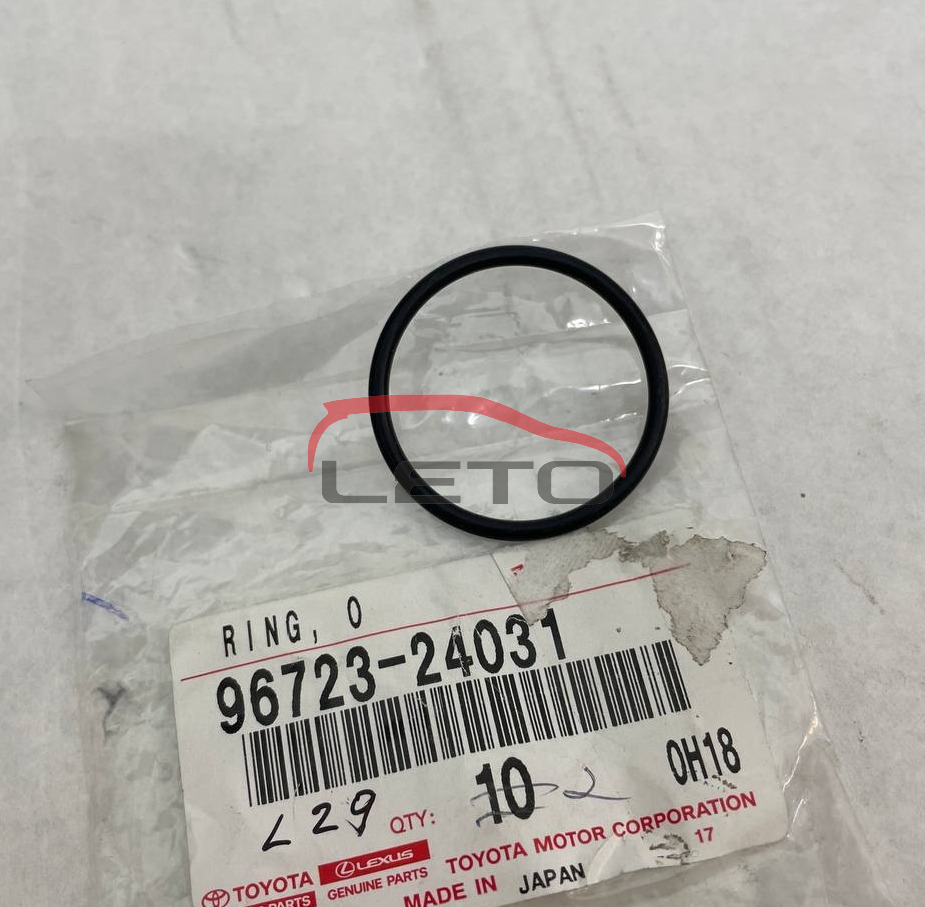 LETO
RING, O
96723-24031
10
0H18
L29 QTY: 2
TOYOTA MOTOR CORPORATION
17
TOYOTA LEXUS
PARTS GENUINE PARTS
MADE IN JAPAN